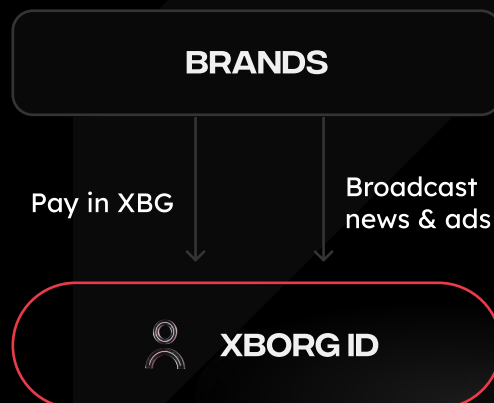 BRANDS
Pay in XBG
Broadcast
news & ads
XBORG ID